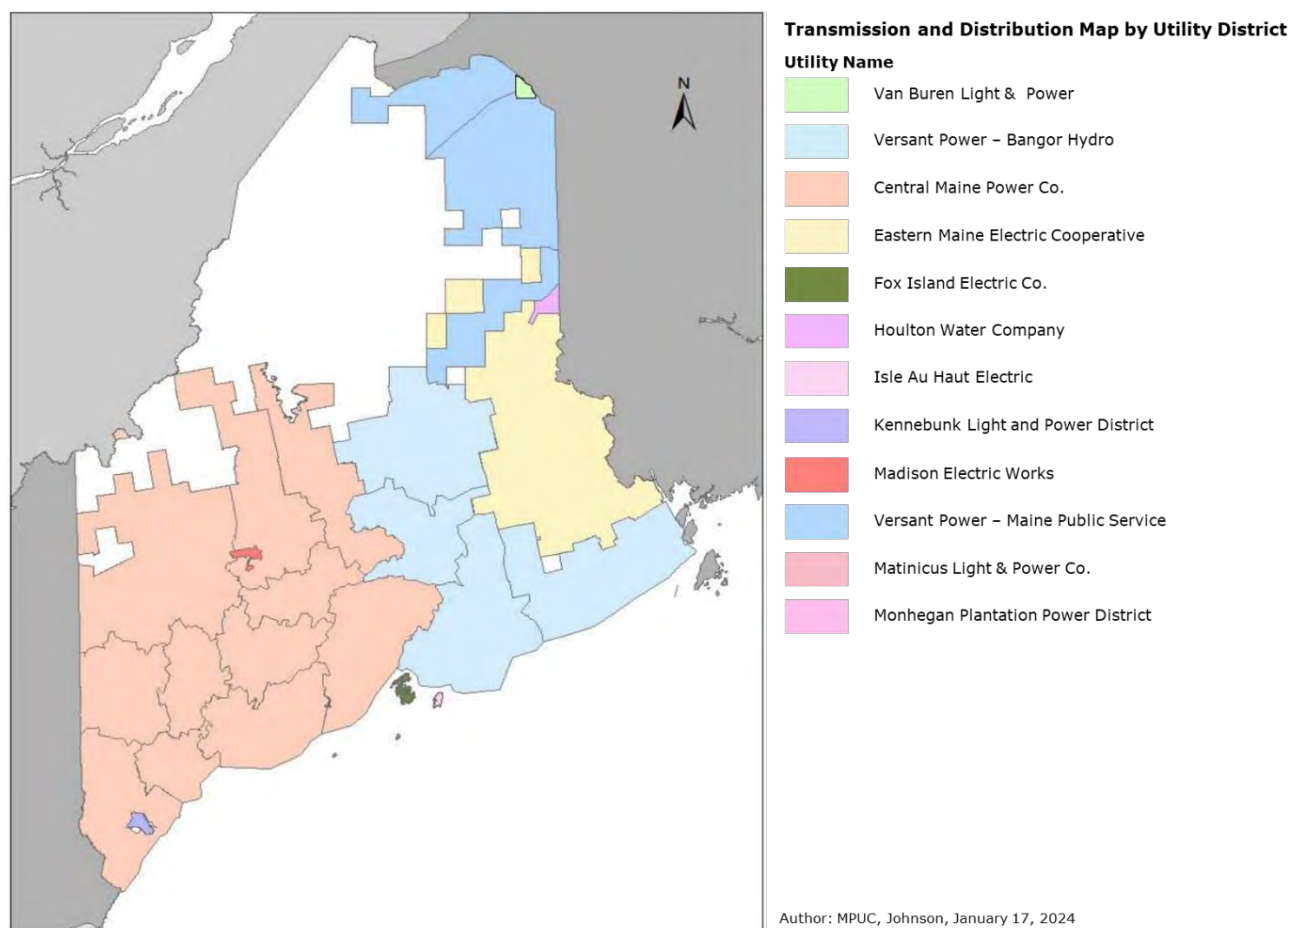 Transmission and Distribution Map by Utility District
Utility Name
N
Van Buren Light &  Power
Versant Power – Bangor Hydro
Central Maine Power Co.
Eastern Maine Electric Cooperative
Fox Island Electric Co.
Houlton Water Company
Isle Au Haut Electric
Kennebunk Light and Power District
Madison Electric Works
Versant Power – Maine Public Service
Matinicus Light & Power Co.
Monhegan Plantation Power District
Author: MPUC, Johnson, January 17, 2024